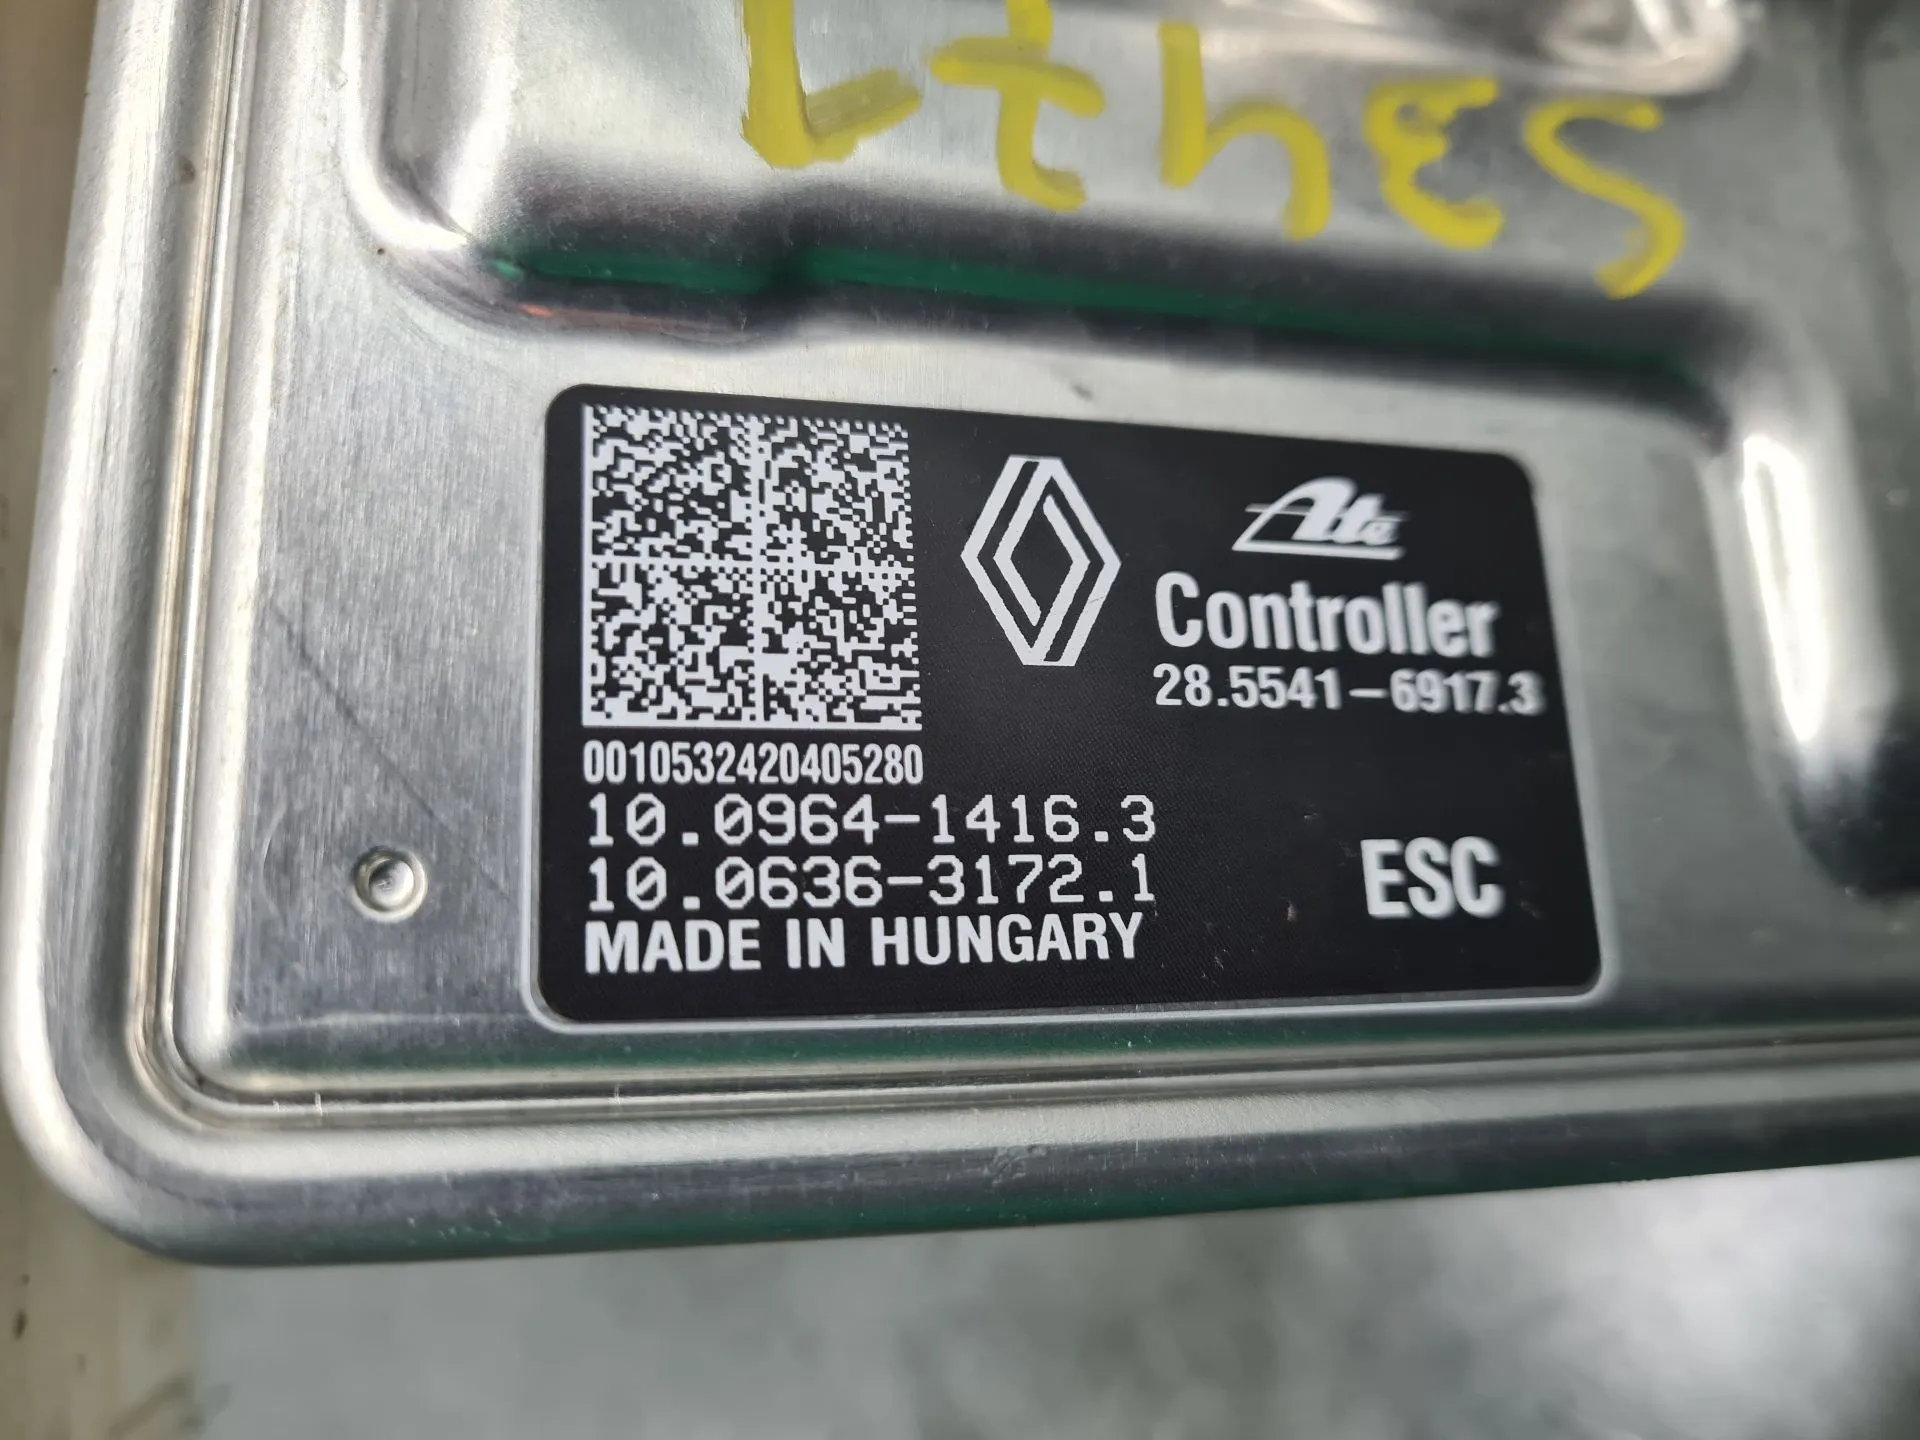 53471
Ate
Controller
28.5541-6917.3
0010532420405280
10.0964-1416.3
10.0636-3172.1
ESC
MADE IN HUNGARY